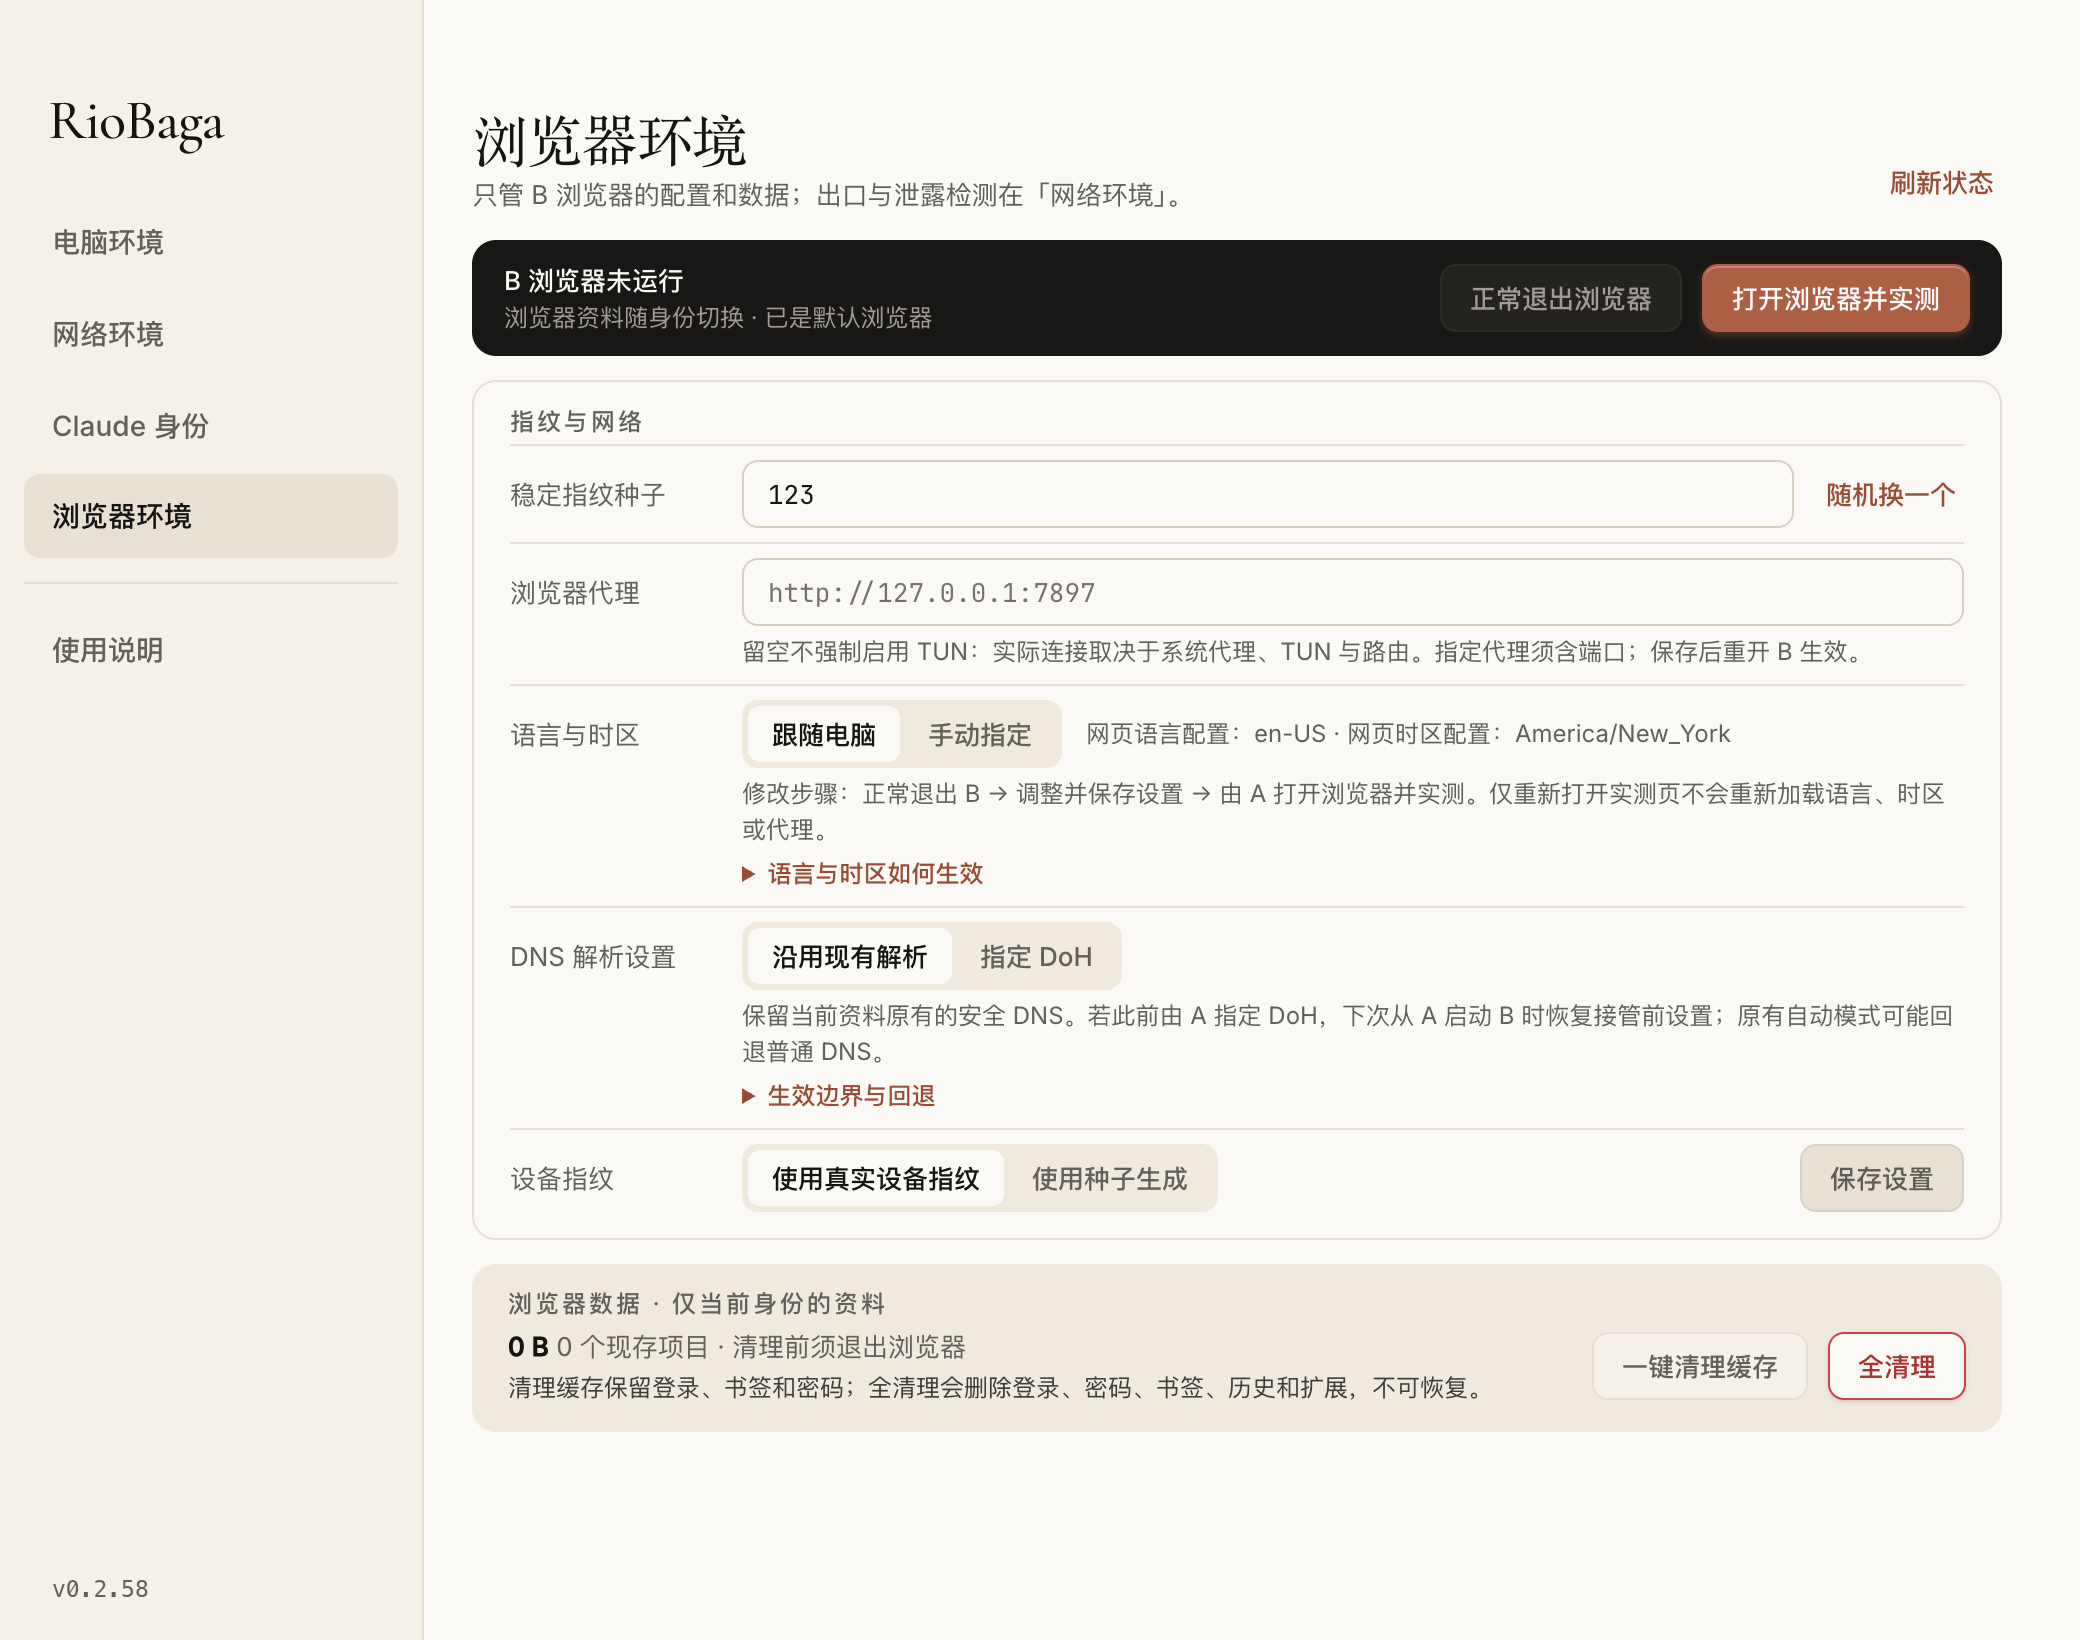 RioBaga
电脑环境
网络环境
Claude 身份
浏览器环境
使用说明
v0.2.58
浏览器环境
只管 B 浏览器的配置和数据；出口与泄露检测在「网络环境」。
刷新状态
B 浏览器未运行
浏览器资料随身份切换 · 已是默认浏览器
正常退出浏览器
打开浏览器并实测
指纹与网络
稳定指纹种子
123
随机换一个
浏览器代理
http://127.0.0.1:7897
留空不强制启用 TUN：实际连接取决于系统代理、TUN 与路由。指定代理须含端口；保存后重开 B 生效。
语言与时区
跟随电脑
手动指定
网页语言配置：en-US · 网页时区配置：America/New_York
修改步骤：正常退出 B → 调整并保存设置 → 由 A 打开浏览器并实测。仅重新打开实测页不会重新加载语言、时区
或代理。
▶ 语言与时区如何生效
DNS 解析设置
沿用现有解析
指定 DoH
保留当前资料原有的安全 DNS。若此前由 A 指定 DoH，下次从 A 启动 B 时恢复接管前设置；原有自动模式可能回
退普通 DNS。
▶ 生效边界与回退
设备指纹
使用真实设备指纹
使用种子生成
保存设置
浏览器数据 · 仅当前身份的资料
0 B 0 个现存项目 · 清理前须退出浏览器
清理缓存保留登录、书签和密码；全清理会删除登录、密码、书签、历史和扩展，不可恢复。
一键清理缓存
全清理